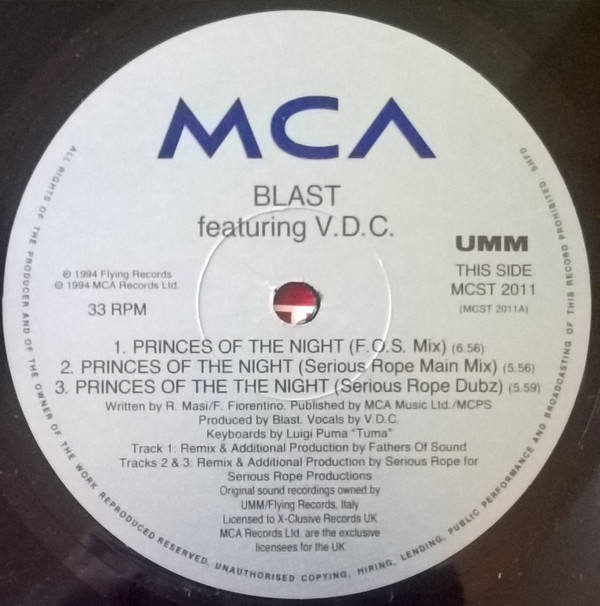 MCA
BLAST
featuring V.D.C.
UMM
THIS SIDE
MCST 2011
(MCST 2011A)
℗ 1994 Flying Records
© 1994 MCA Records Ltd.
33 RPM
1. PRINCES OF THE NIGHT (F.O.S. Mix) (6.56)
2. PRINCES OF THE NIGHT (Serious Rope Main Mix) (5.56)
3. PRINCES OF THE THE NIGHT (Serious Rope Dubz) (5.59)
Written by R. Masi/F. Fiorentino. Published by MCA Music Ltd./MCPS
Produced by Blast. Vocals by V.D.C.
Keyboards by Luigi Puma "Tuma"
Track 1: Remix & Additional Production by Fathers Of Sound
Tracks 2 & 3: Remix & Additional Production by Serious Rope for
Serious Rope Productions
Original sound recordings owned by
UMM/Flying Records, Italy
Licensed to X-Clusive Records UK
MCA Records Ltd. are the exclusive
licensees for the UK
ALL RIGHTS OF THE PRODUCER AND OF THE OWNER OF THE WORK REPRODUCED RESERVED. UNAUTHORISED COPYING, HIRING, LENDING, PUBLIC PERFORMANCE AND BROADCASTING OF THIS RECORD PROHIBITED. BHFD